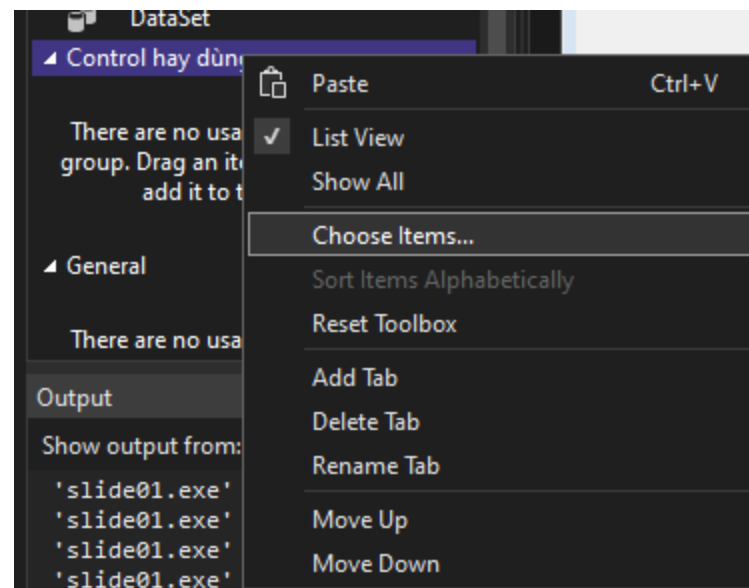 DataSet
Control hay dùng
Paste Ctrl+V
There are no usa
List View
group. Drag an ite
Show All
add it to t
Choose Items...
General
Sort Items Alphabetically
Reset Toolbox
There are no usa
Add Tab
Output
Delete Tab
Show output from:
Rename Tab
'slide01.exe'
'slide01.exe'
Move Up
'slide01.exe'
Move Down
'slide01.exe'